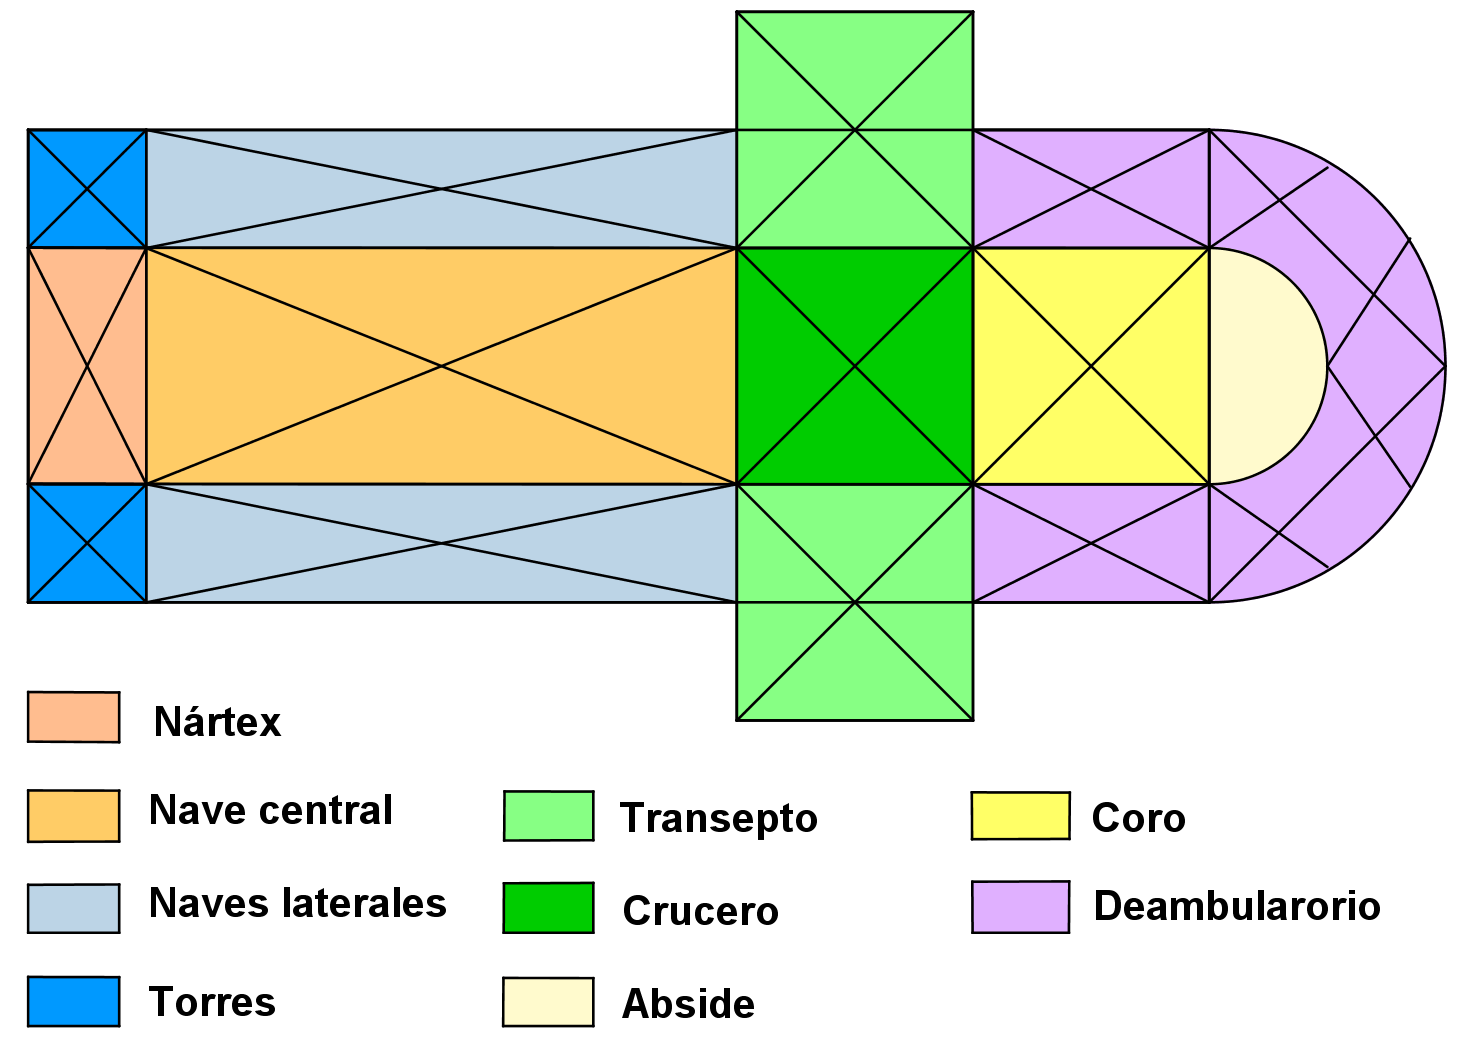 Nártex
Nave central
Naves laterales
Torres
Transepto
Crucero
Abside
Coro
Deambularorio